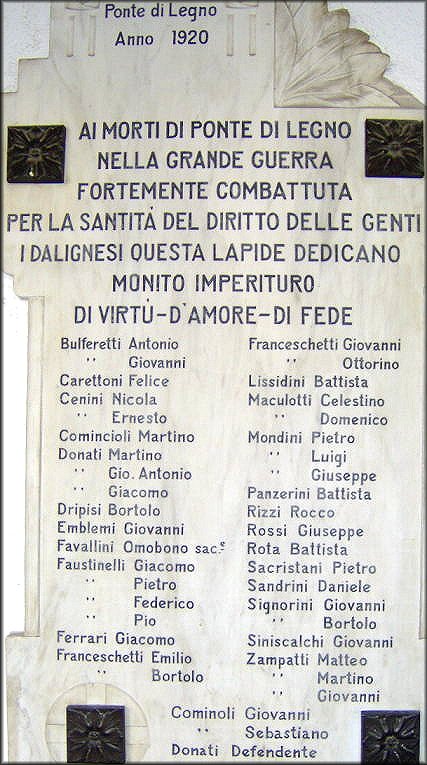 Ponte di Legno
Anno 1920
AI MORTI DI PONTE DI LEGNO
NELLA GRANDE GUERRA
FORTEMENTE COMBATTUTA
PER LA SANTITÀ DEL DIRITTO DELLE GENTI
I DALIGNESI QUESTA LAPIDE DEDICANO
MONITO IMPERITURO
DI VIRTÙ-D'AMORE-DI FEDE
Bulferetti Antonio
" Giovanni
Carettoni Felice
Cenini Nicola
" Ernesto
Comincioli Martino
Donati Martino
" Gio. Antonio
" Giacomo
Dripisi Bortolo
Emblemi Giovanni
Favallini Omobono sac.e
Faustinelli Giacomo
" Pietro
" Federico
" Pio
Ferrari Giacomo
Franceschetti Emilio
" Bortolo
Franceschetti Giovanni
" Ottorino
Lissidini Battista
Maculotti Celestino
" Domenico
Mondini Pietro
" Luigi
" Giuseppe
Panzerini Battista
Rizzi Rocco
Rossi Giuseppe
Rota Battista
Sacristani Pietro
Sandrini Daniele
Signorini Giovanni
" Bortolo
Siniscalchi Giovanni
Zampatti Matteo
" Martino
" Giovanni
Cominoli Giovanni
" Sebastiano
Donati Defendente